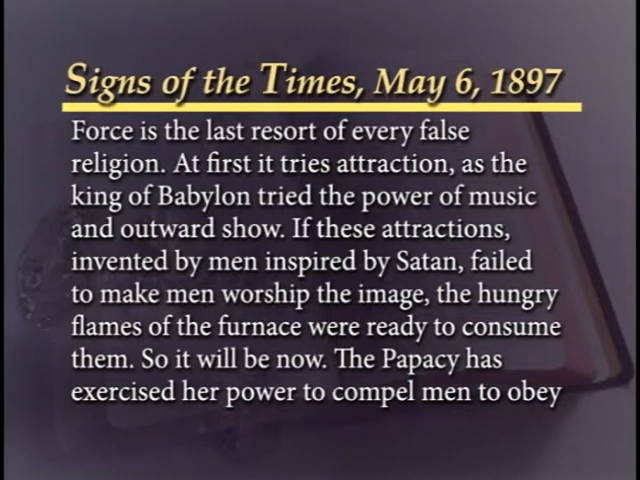 Signs of the Times, May 6, 1897
Force is the last resort of every false
religion. At first it tries attraction, as the
king of Babylon tried the power of music
and outward show. If these attractions,
invented by men inspired by Satan, failed
to make men worship the image, the hungry
flames of the furnace were ready to consume
them. So it will be now. The Papacy has
exercised her power to compel men to obey